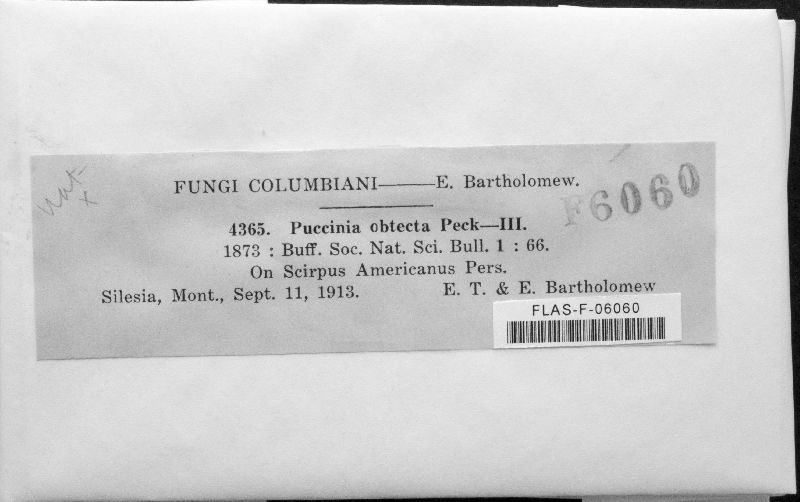 FUNGI COLUMBIANI——E. Bartholomew.
F6060
4365. Puccinia obtecta Peck—III.
1873 : Buff. Soc. Nat. Sci. Bull. 1 : 66.
On Scirpus Americanus Pers.
Silesia, Mont., Sept. 11, 1913. E. T. & E. Bartholomew
FLAS-F-06060